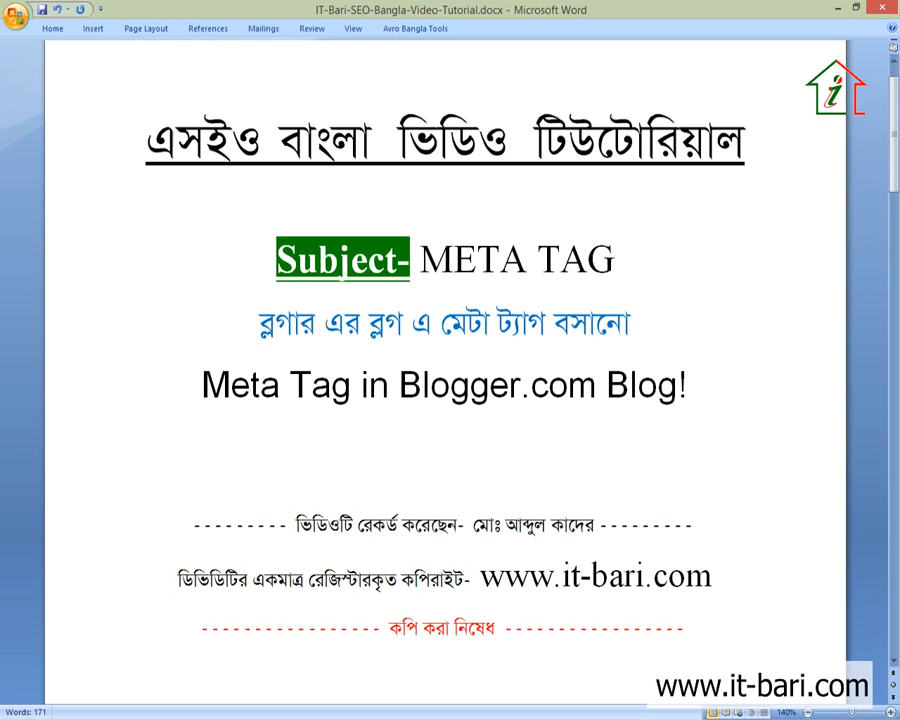 IT-Bari-SEO-Bangla-Video-Tutorial.docx - Microsoft Word
Home Insert Page Layout References Mailings Review View Avro Bangla Tools
এসইও বাংলা ভিডিও টিউটোরিয়াল
Subject- META TAG
ব্লগার এর ব্লগ এ মেটা ট্যাগ বসানো
Meta Tag in Blogger.com Blog!
--------- ভিডিওটি রেকর্ড করেছেন- মোঃ আব্দুল কাদের ---------
ডিভিডিটির একমাত্র রেজিস্টারকৃত কপিরাইট- www.it-bari.com
----------------- কপি করা নিষেধ -----------------
www.it-bari.com
Words: 171 140%